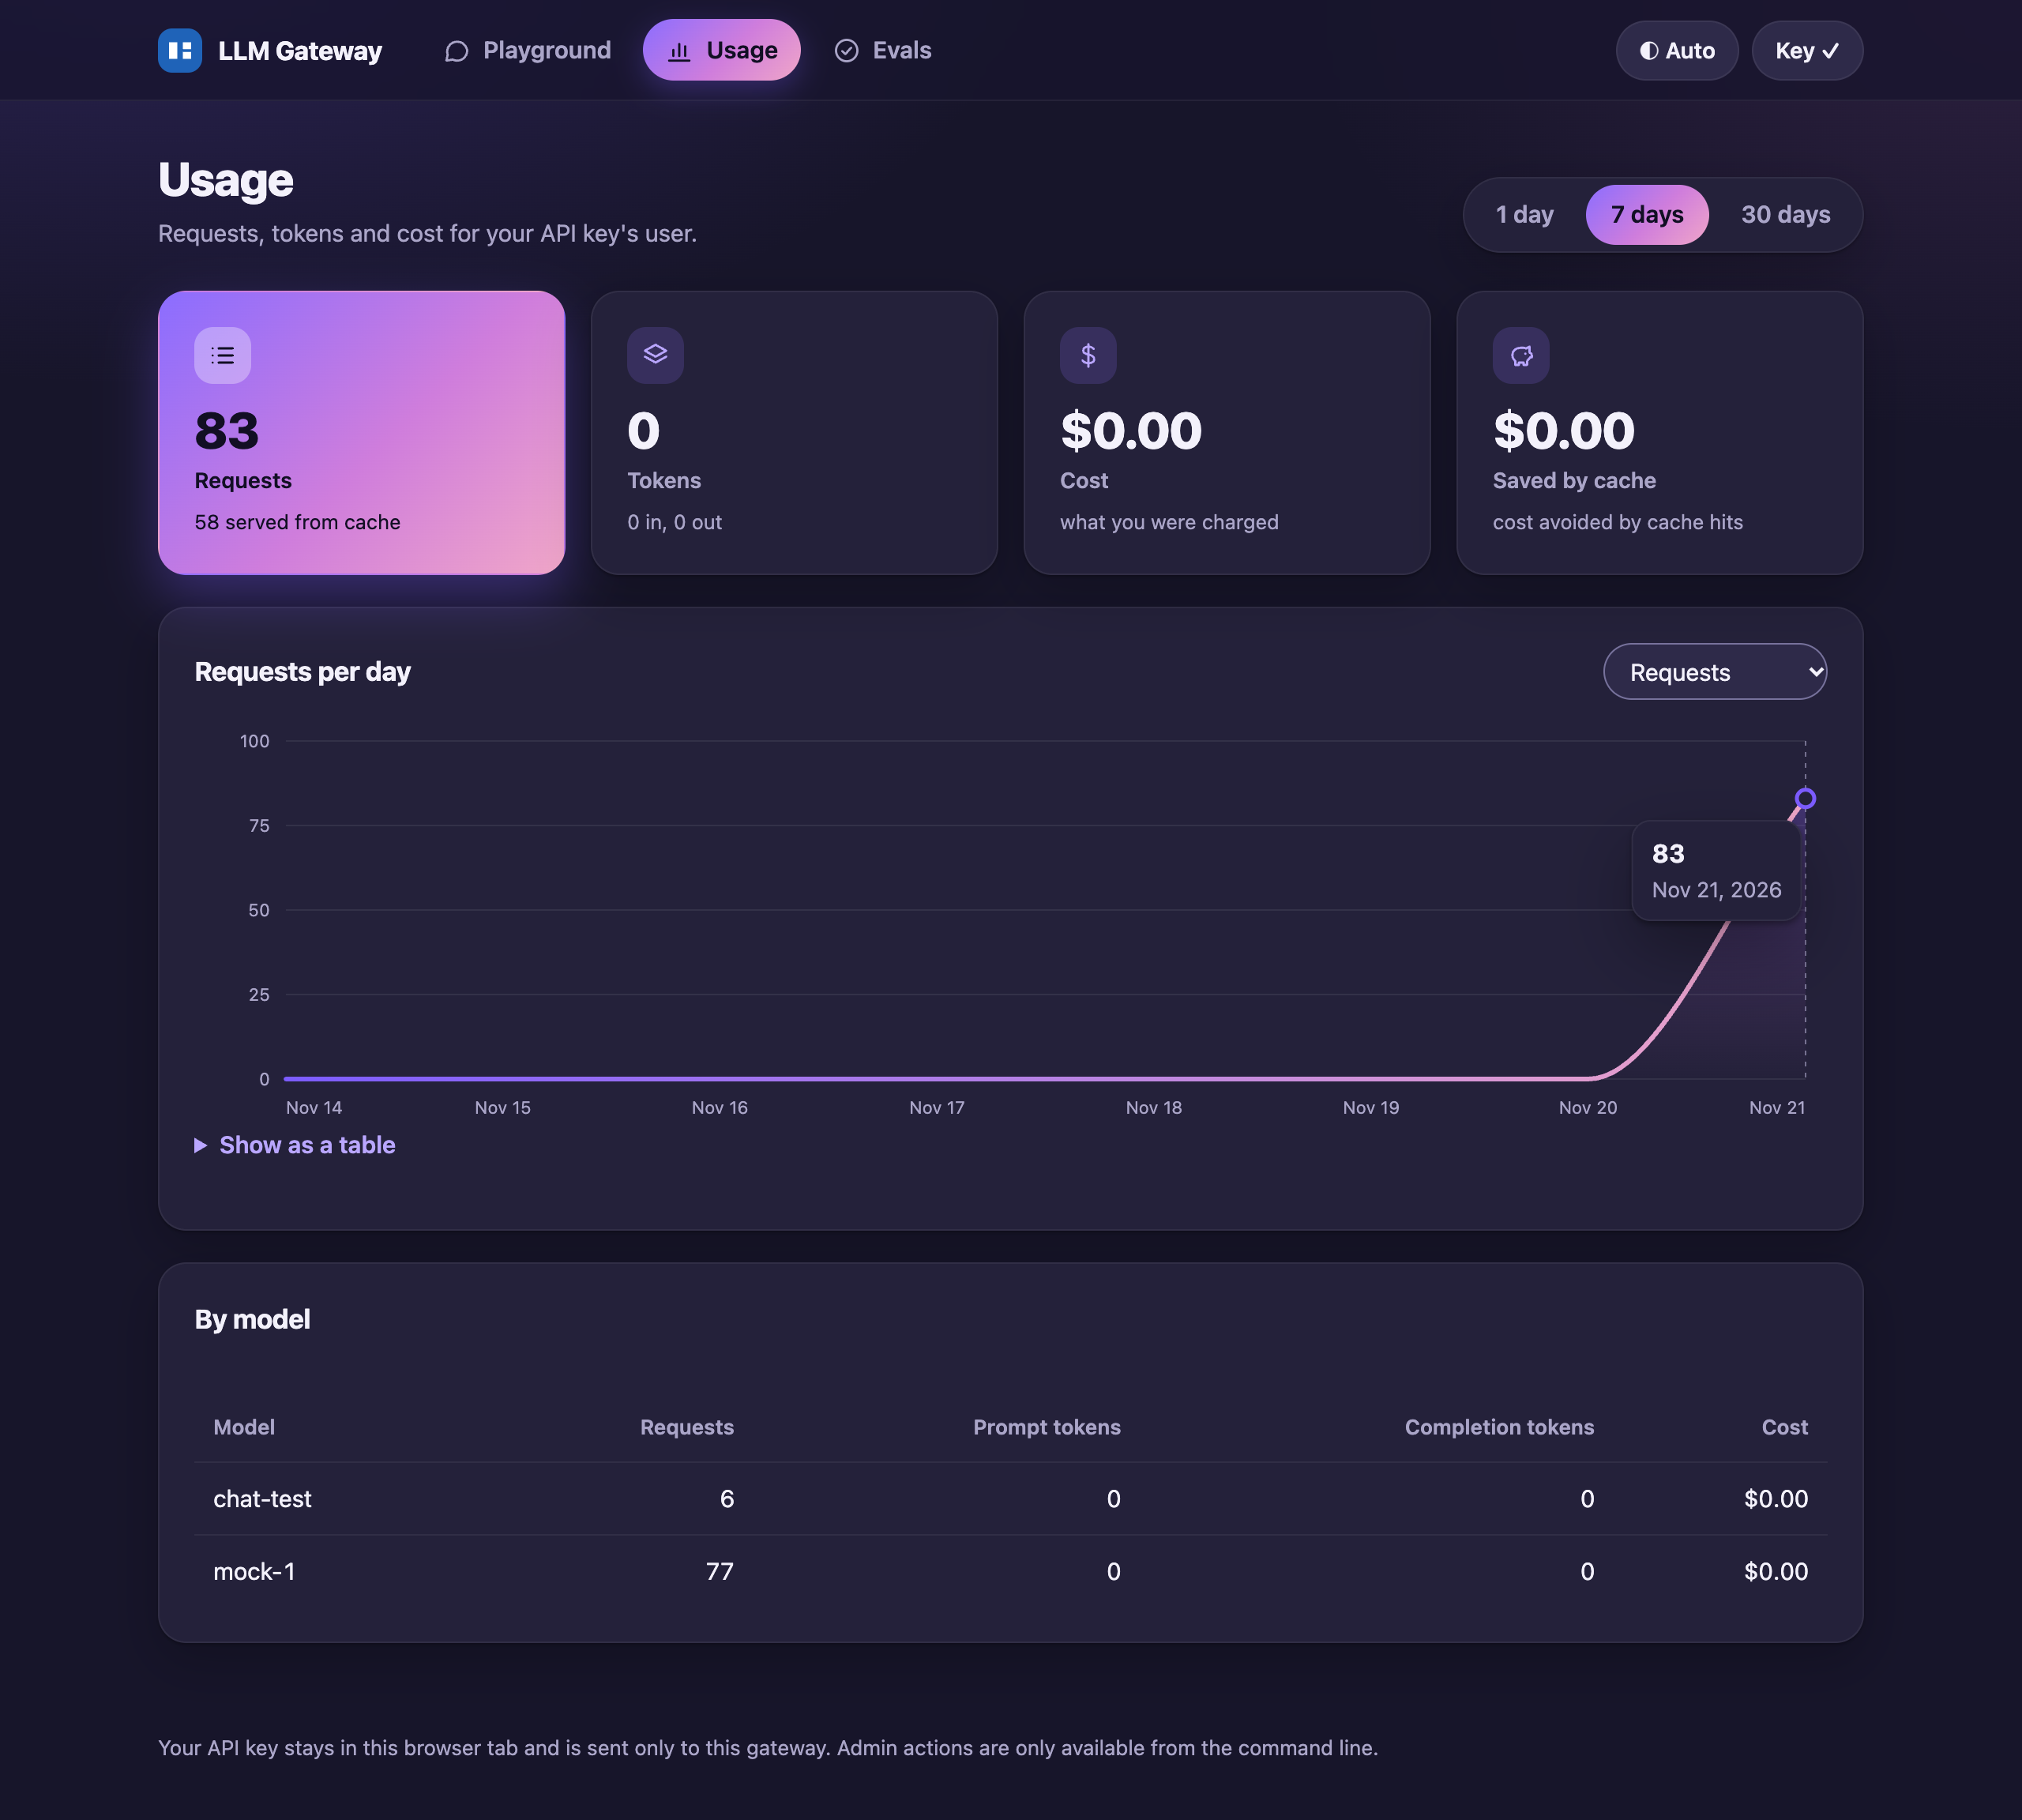 LLM Gateway
Playground
Usage
Evals
Auto
Key ✓
Usage
Requests, tokens and cost for your API key's user.
1 day
7 days
30 days
83
Requests
58 served from cache
0
Tokens
0 in, 0 out
$0.00
Cost
what you were charged
$0.00
Saved by cache
cost avoided by cache hits
Requests per day
Requests
100
75
50
25
0
83
Nov 21, 2026
Nov 14
Nov 15
Nov 16
Nov 17
Nov 18
Nov 19
Nov 20
Nov 21
Show as a table
By model
Model Requests Prompt tokens Completion tokens Cost
chat-test 6 0 0 $0.00
mock-1 77 0 0 $0.00
Your API key stays in this browser tab and is sent only to this gateway. Admin actions are only available from the command line.